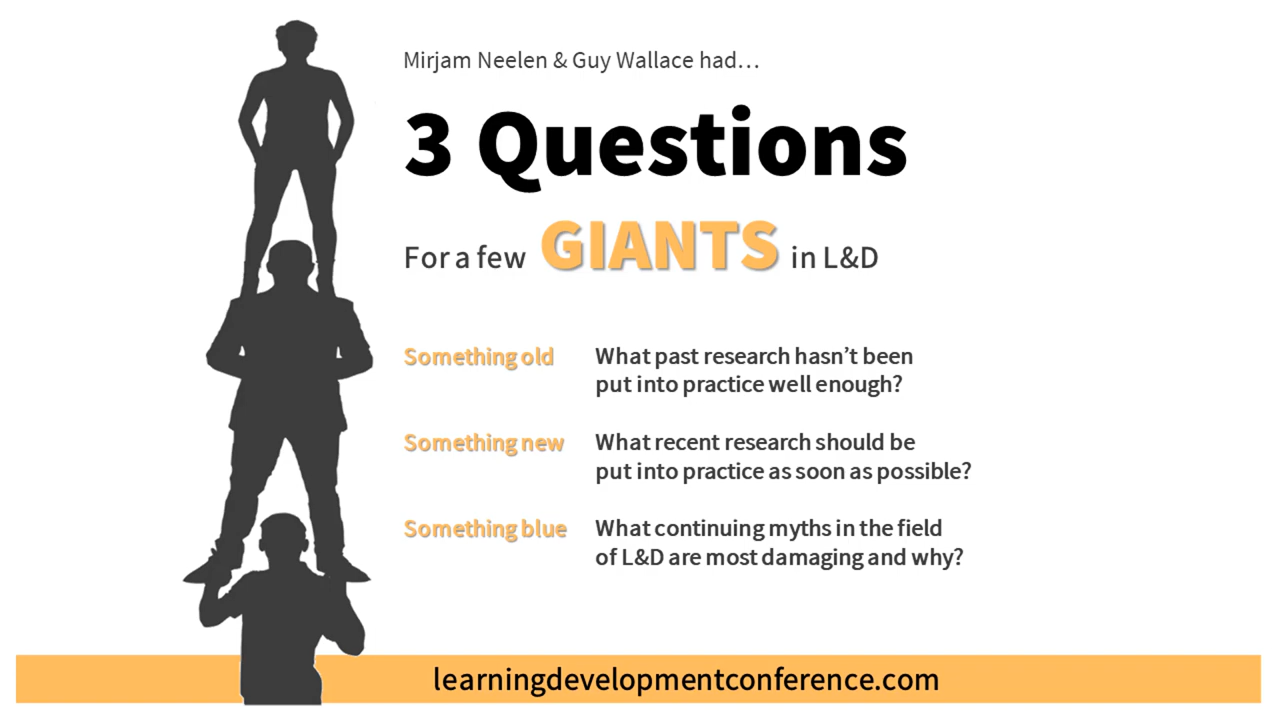 Mirjam Neelen & Guy Wallace had…
3 Questions
For a few GIANTS in L&D
Something old
What past research hasn’t been
put into practice well enough?
Something new
What recent research should be
put into practice as soon as possible?
Something blue
What continuing myths in the field
of L&D are most damaging and why?
learningdevelopmentconference.com